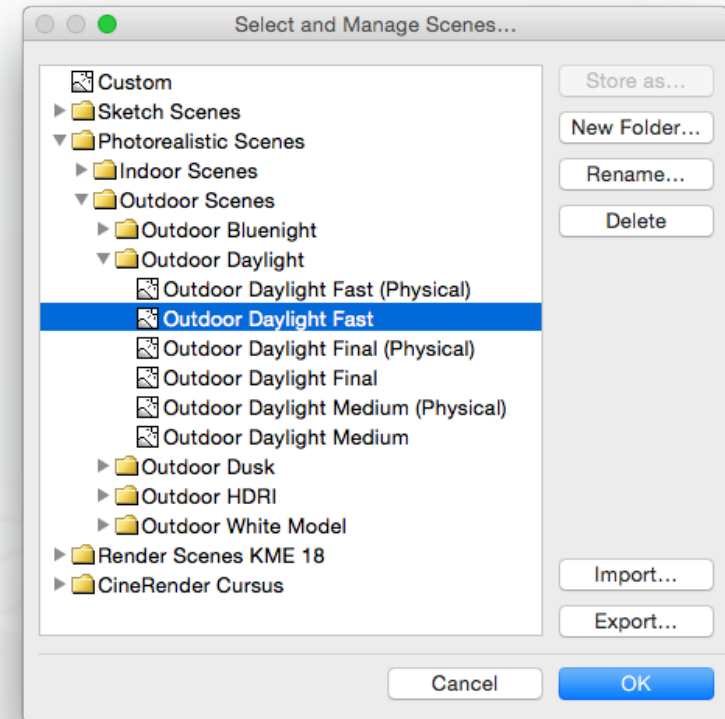 Select and Manage Scenes...
Custom
Sketch Scenes
Photorealistic Scenes
Indoor Scenes
Outdoor Scenes
Outdoor Bluenight
Outdoor Daylight
Outdoor Daylight Fast (Physical)
Outdoor Daylight Fast
Outdoor Daylight Final (Physical)
Outdoor Daylight Final
Outdoor Daylight Medium (Physical)
Outdoor Daylight Medium
Outdoor Dusk
Outdoor HDRI
Outdoor White Model
Render Scenes KME 18
CineRender Cursus
Store as...
New Folder...
Rename...
Delete
Import...
Export...
Cancel
OK